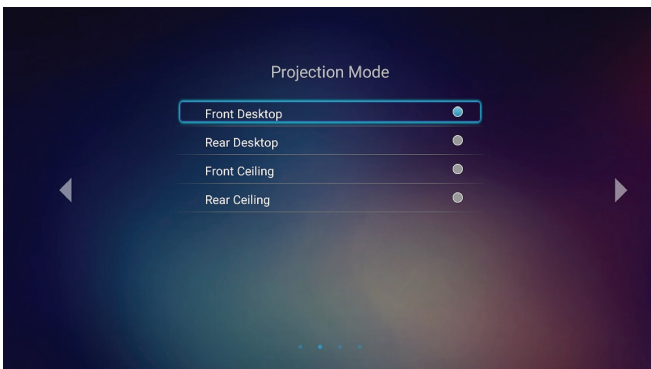 Projection Mode
Front Desktop
Rear Desktop
Front Ceiling
Rear Ceiling